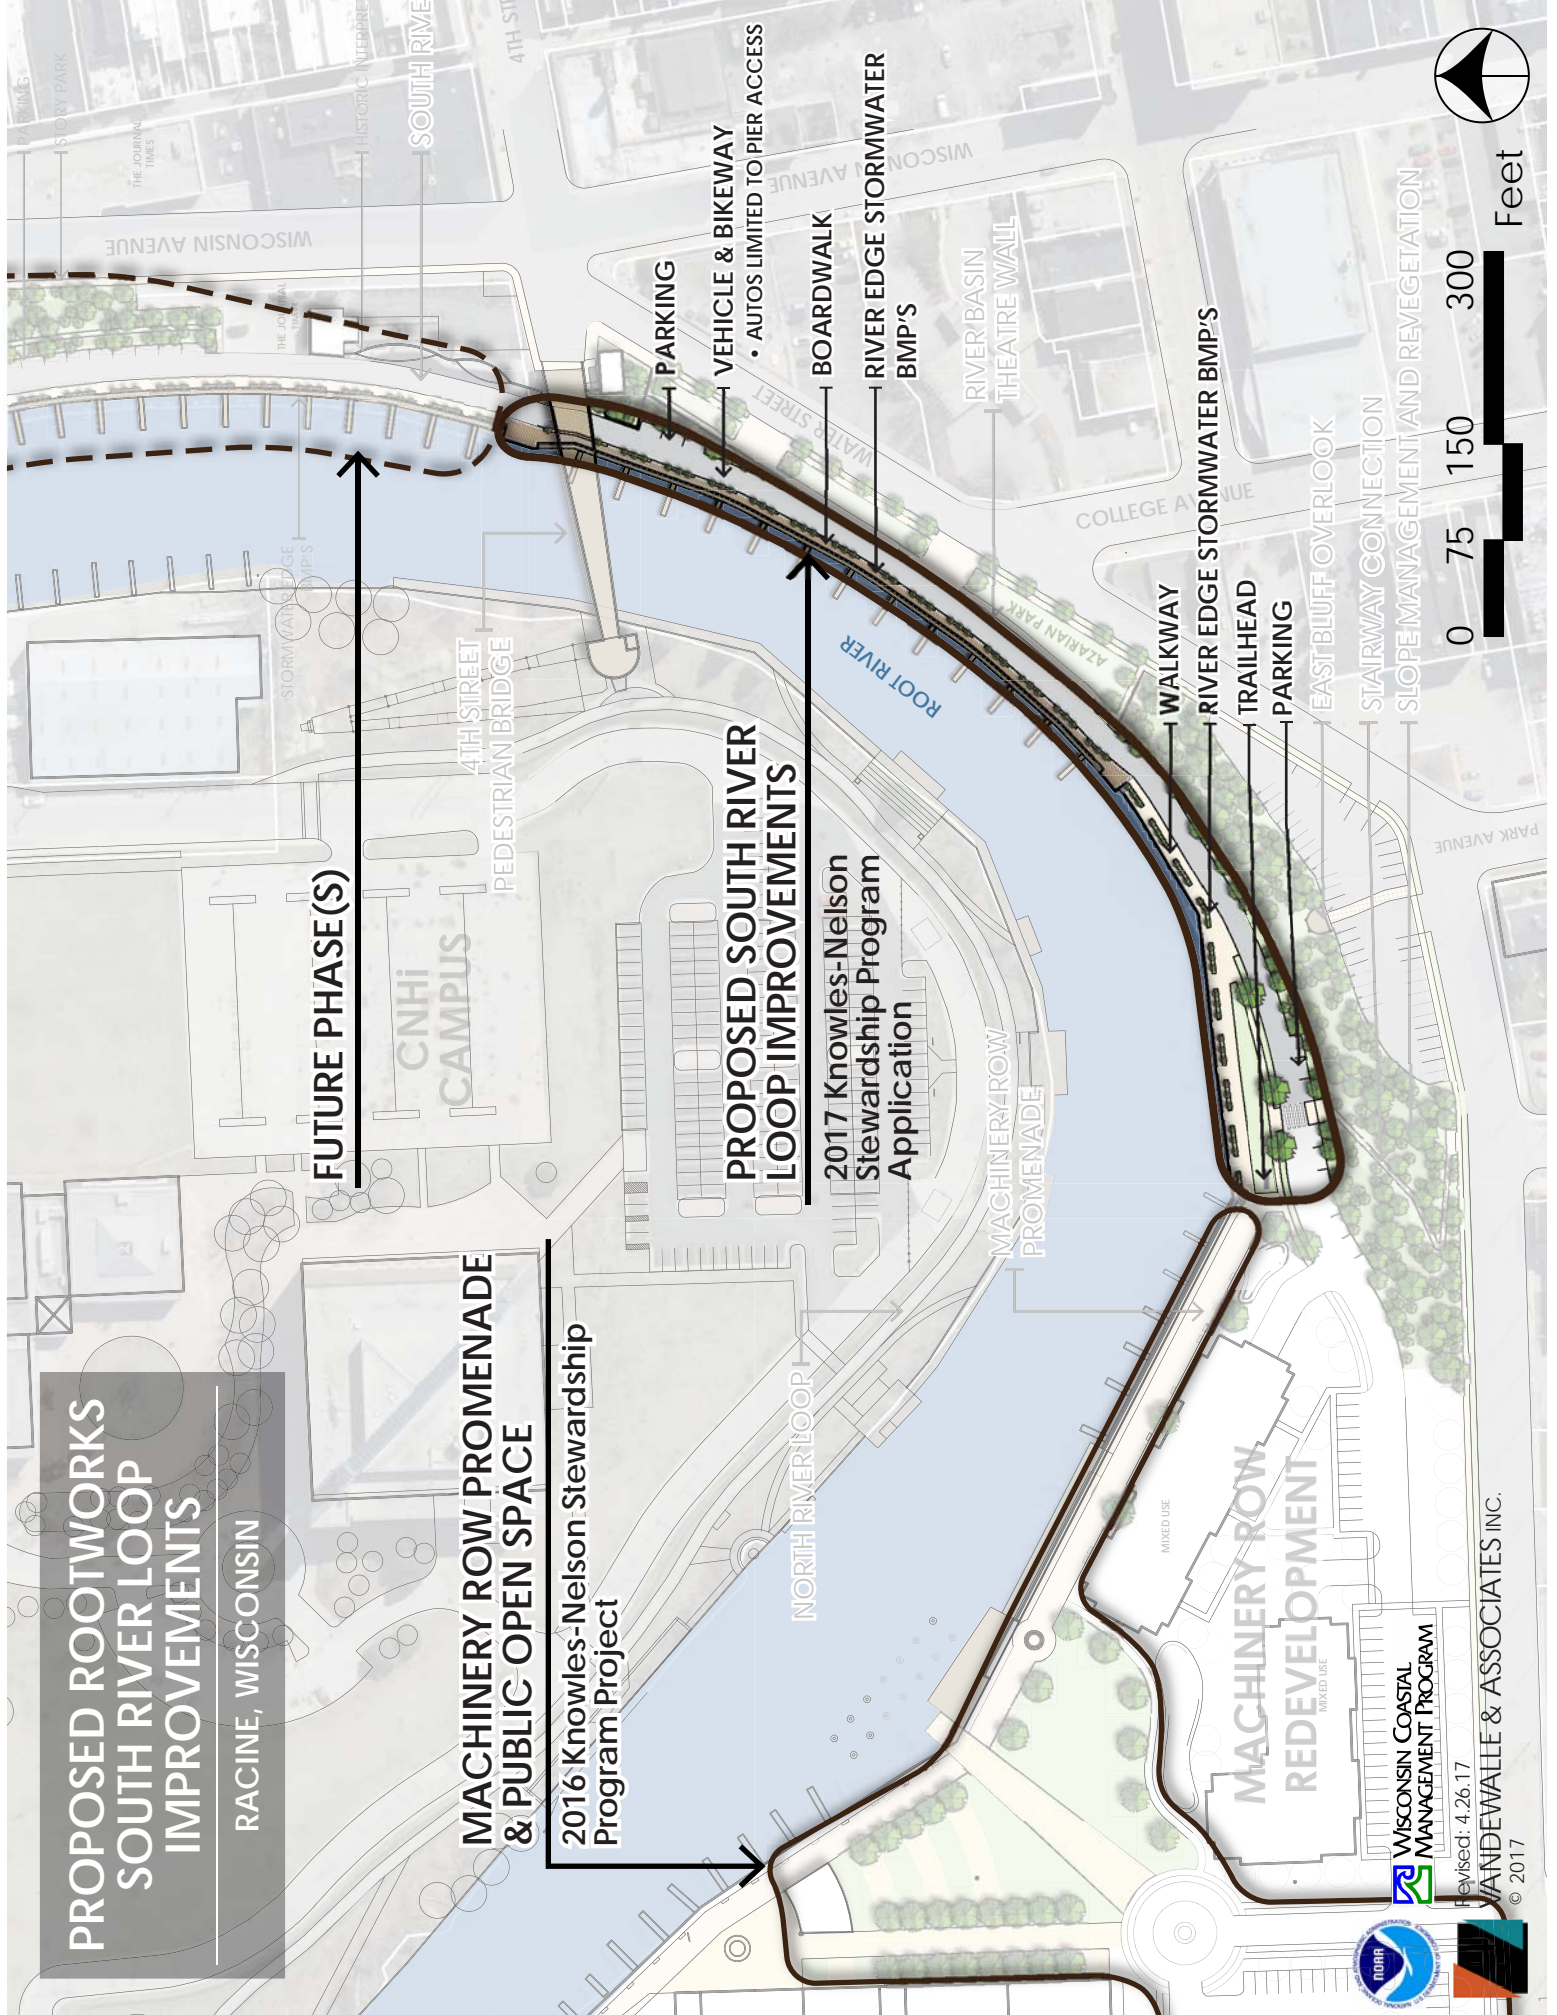 PROPOSED ROOTWORKS
SOUTH RIVER LOOP
IMPROVEMENTS
RACINE, WISCONSIN
PARKING
STORY PARK
THE JOURNAL
TIMES
HISTORIC INTERPRE
SOUTH RIVE
4TH ST
WISCONSIN AVENUE
THE JOURNAL
STORMWATER EDGE
BMP'S
FUTURE PHASE(S)
CNHi
CAMPUS
4TH STREET
PEDESTRIAN BRIDGE
MACHINERY ROW PROMENADE
& PUBLIC OPEN SPACE
2016 Knowles-Nelson Stewardship
Program Project
PROPOSED SOUTH RIVER
LOOP IMPROVEMENTS
2017 Knowles-Nelson
Stewardship Program
Application
NORTH RIVER LOOP
MACHINERY ROW
PROMENADE
ROOT RIVER
PARKING
VEHICLE & BIKEWAY
• AUTOS LIMITED TO PIER ACCESS
BOARDWALK
RIVER EDGE STORMWATER
BMP'S
WISCONSIN AVENUE
WATER STREET
RIVER BASIN
THEATRE WALL
AZARIAN PARK
COLLEGE AVENUE
WALKWAY
RIVER EDGE STORMWATER BMP'S
TRAILHEAD
PARKING
EAST BLUFF OVERLOOK
STAIRWAY CONNECTION
SLOPE MANAGEMENT AND REVEGETATION
PARK AVENUE
MIXED USE
MACHINERY ROW
REDEVELOPMENT
MIXED USE
0 75 150 300
Feet
NOAA
WISCONSIN COASTAL
MANAGEMENT PROGRAM
Revised: 4.26.17
VANDEWALLE & ASSOCIATES INC.
© 2017